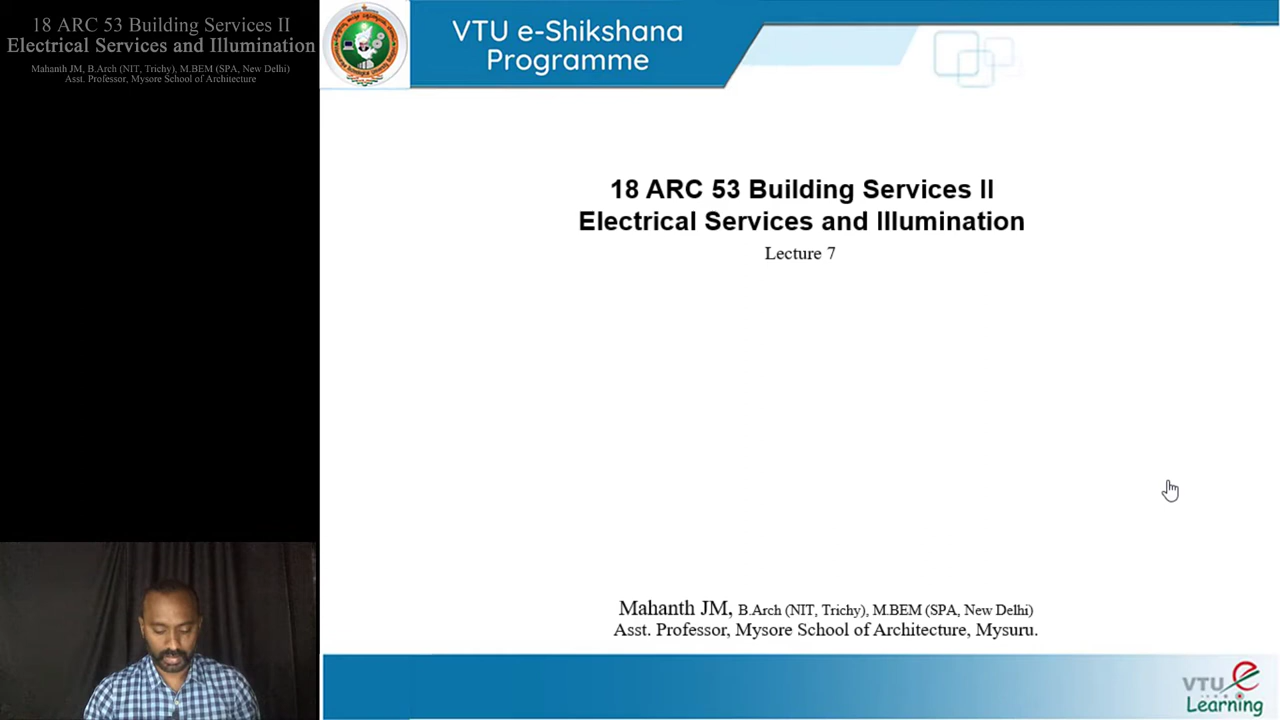 18 ARC 53 Building Services II
Electrical Services and Illumination
Mahanth JM, B.Arch (NIT, Trichy), M.BEM (SPA, New Delhi)
Asst. Professor, Mysore School of Architecture
VTU e-Shikshana
Programme
18 ARC 53 Building Services II
Electrical Services and Illumination
Lecture 7
Mahanth JM, B.Arch (NIT, Trichy), M.BEM (SPA, New Delhi)
Asst. Professor, Mysore School of Architecture, Mysuru.
VTU e
Learning